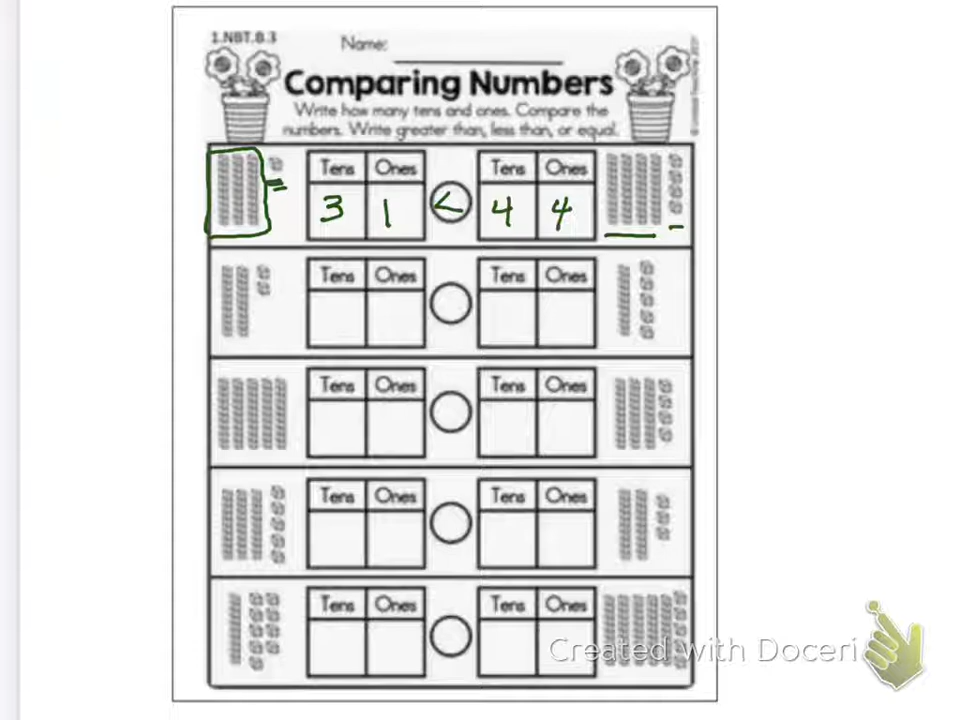 1.NBT.B.3
Name:
Comparing Numbers
Write how many tens and ones. Compare the
numbers. Write greater than, less than, or equal.
Tens Ones Tens Ones
3 1 < 4 4
Tens Ones Tens Ones
Tens Ones Tens Ones
Tens Ones Tens Ones
Tens Ones Tens Ones
Created with Doceri